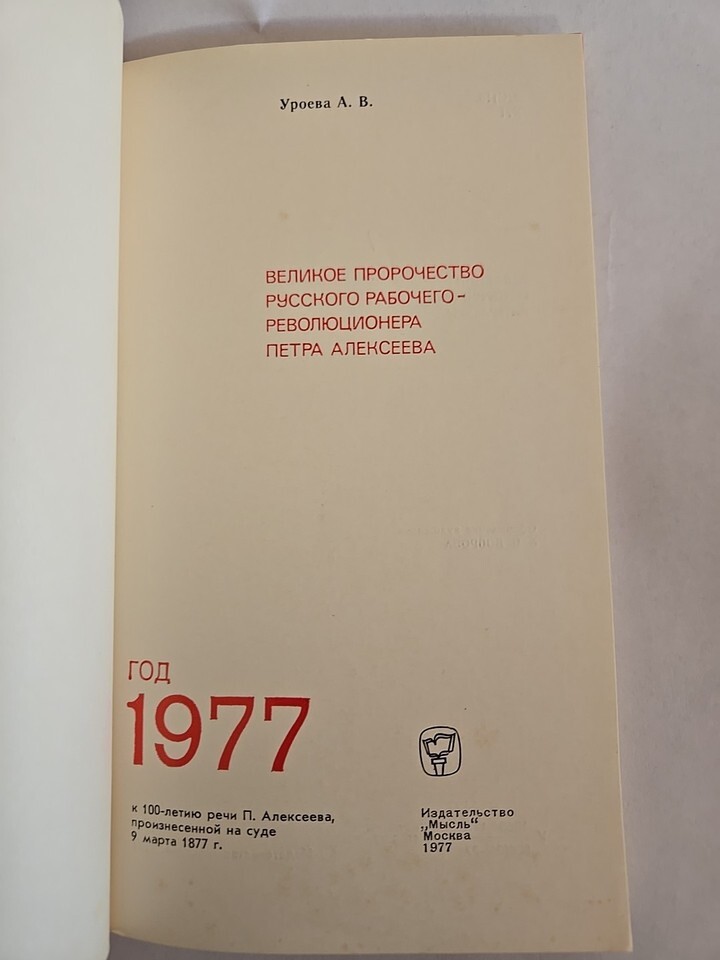 Уроева А. В.
ВЕЛИКОЕ ПРОРОЧЕСТВО
РУССКОГО РАБОЧЕГО-
РЕВОЛЮЦИОНЕРА
ПЕТРА АЛЕКСЕЕВА
ГОД
1977
к 100-летию речи П. Алексеева,
произнесенной на суде
9 марта 1877 г.
Издательство
„Мысль“
Москва
1977